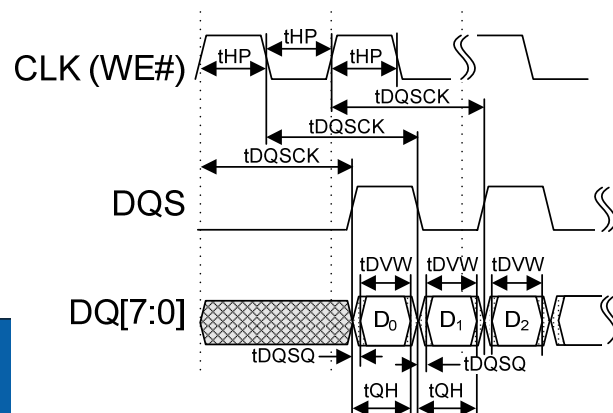 tHP
tHP
tHP
CLK (WE#)
tDQSCK
tDQSCK
tDQSCK
DQS
tDVW
tDVW
tDVW
DQ[7:0]
D₀
D₁
D₂
tDQSQ
tDQSQ
tQH
tQH